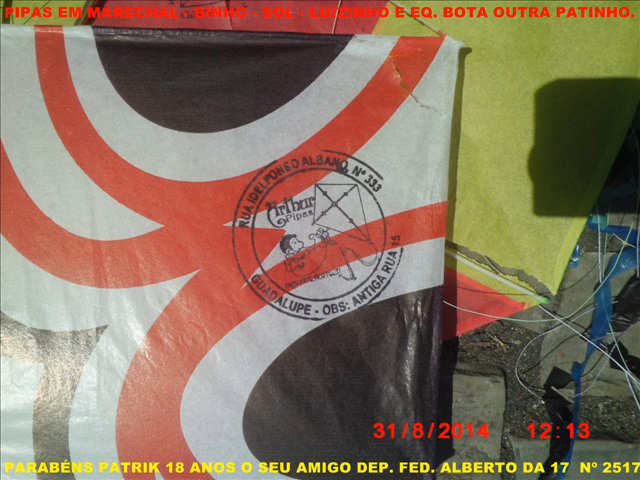 PIPAS EM MARECHAL - BINHO - SOL - LUIZINHO E EQ. BOTA OUTRA PATINHO.
RUA IDELFONSO ALBANO, Nº 333
Arthur
Pipas
GUADALUPE - OBS: ANTIGA RUA 15
31/8/2014 12:13
PARABÉNS PATRIK 18 ANOS O SEU AMIGO DEP. FED. ALBERTO DA 17 Nº 2517